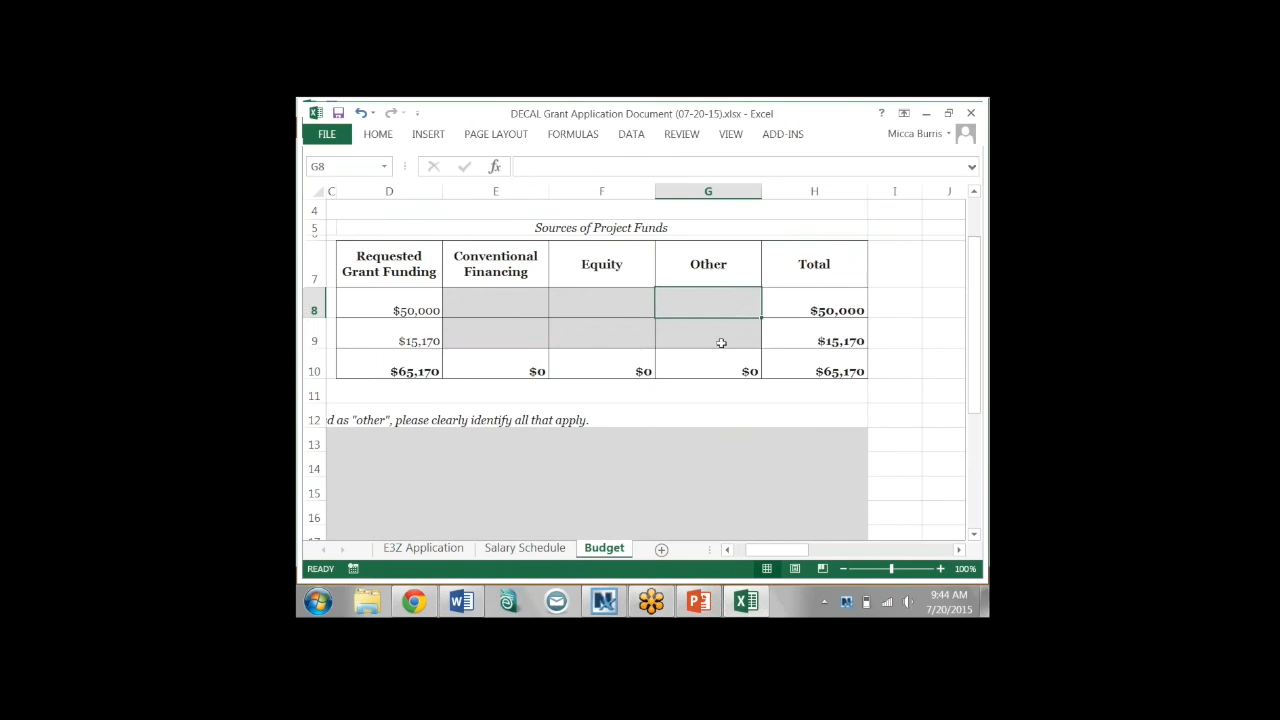 DECAL Grant Application Document (07-20-15).xlsx - Excel
FILE HOME INSERT PAGE LAYOUT FORMULAS DATA REVIEW VIEW ADD-INS Micca Burris
G8 fx
C D E F G H I J
4
5 Sources of Project Funds
Requested Conventional
7 Grant Funding Financing Equity Other Total
8 $50,000 $50,000
9 $15,170 $15,170
10 $65,170 $0 $0 $0 $65,170
11
12 d as "other", please clearly identify all that apply.
13
14
15
16
E3Z Application Salary Schedule Budget
READY 100%
9:44 AM
7/20/2015